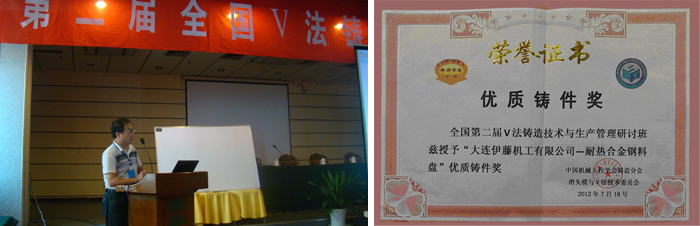 第二届全国V法铸
荣誉证书
优质铸件奖
全国第二届V法铸造技术与生产管理研讨班
兹授予“大连伊藤机工有限公司—耐热合金钢料
盘”优质铸件奖
中国机械工程学会铸造分会
消失模与V法技术委员会
2012年7月18号